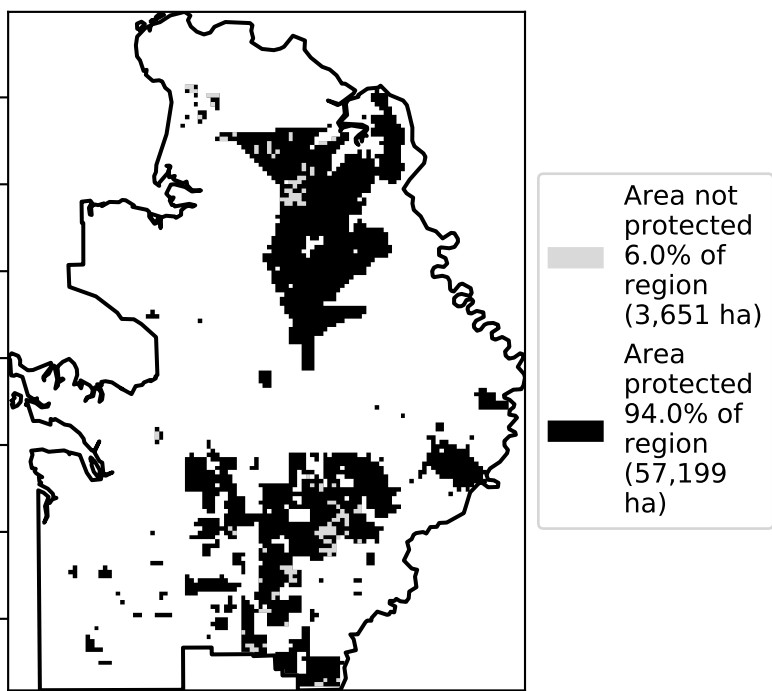 Area not
protected
6.0% of
region
(3,651 ha)
Area
protected
94.0% of
region
(57,199
ha)